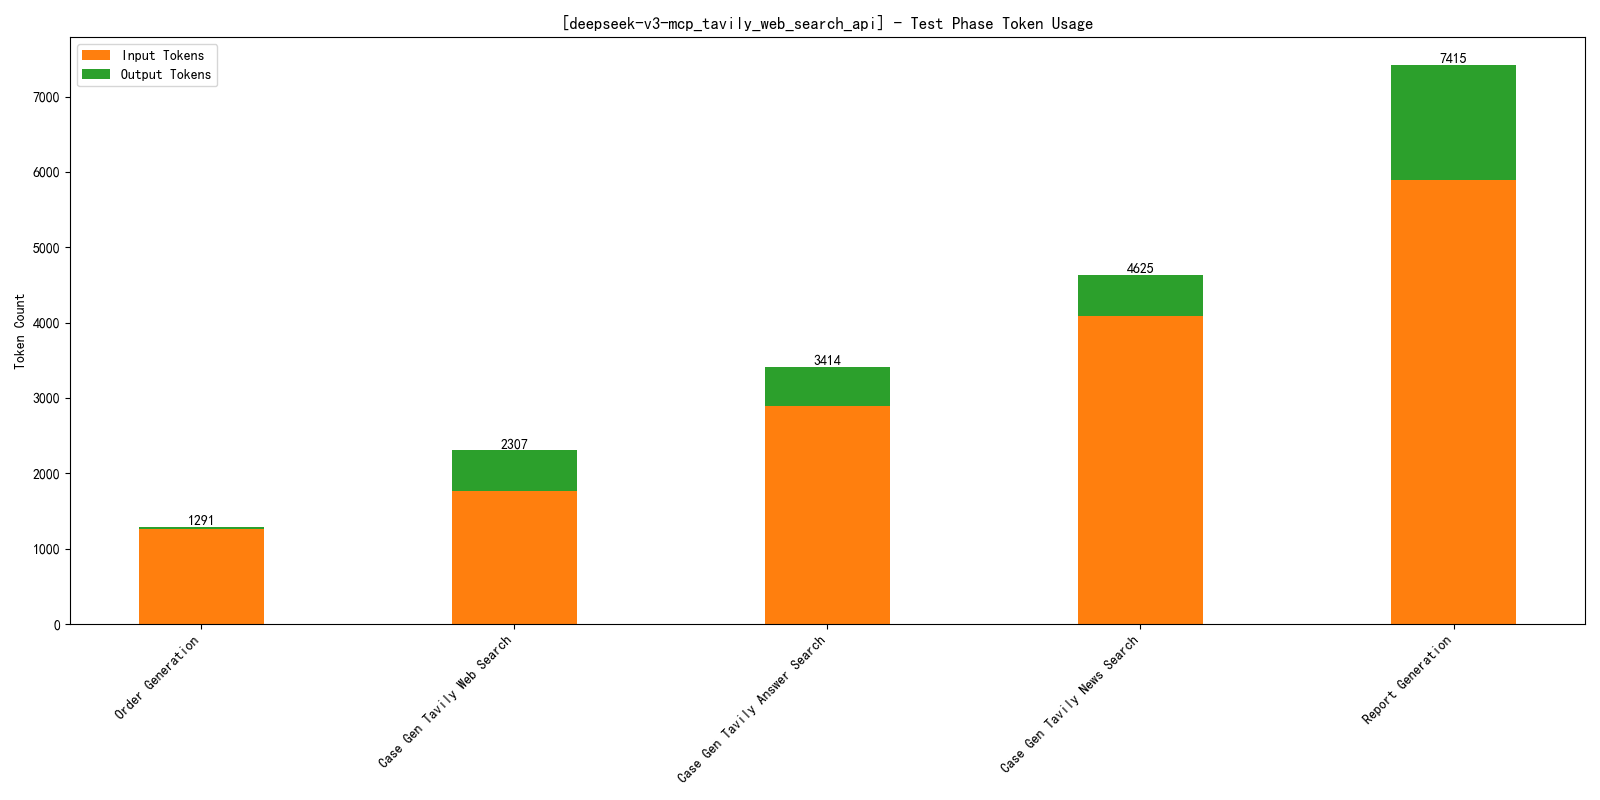 [deepseek-v3-mcp_tavily_web_search_api] - Test Phase Token Usage
Input Tokens
Output Tokens
7415
7000
6000
5000
4625
4000
3414
3000
2307
2000
1291
1000
0
Token Count
Order Generation
Case Gen Tavily Web Search
Case Gen Tavily Answer Search
Case Gen Tavily News Search
Report Generation